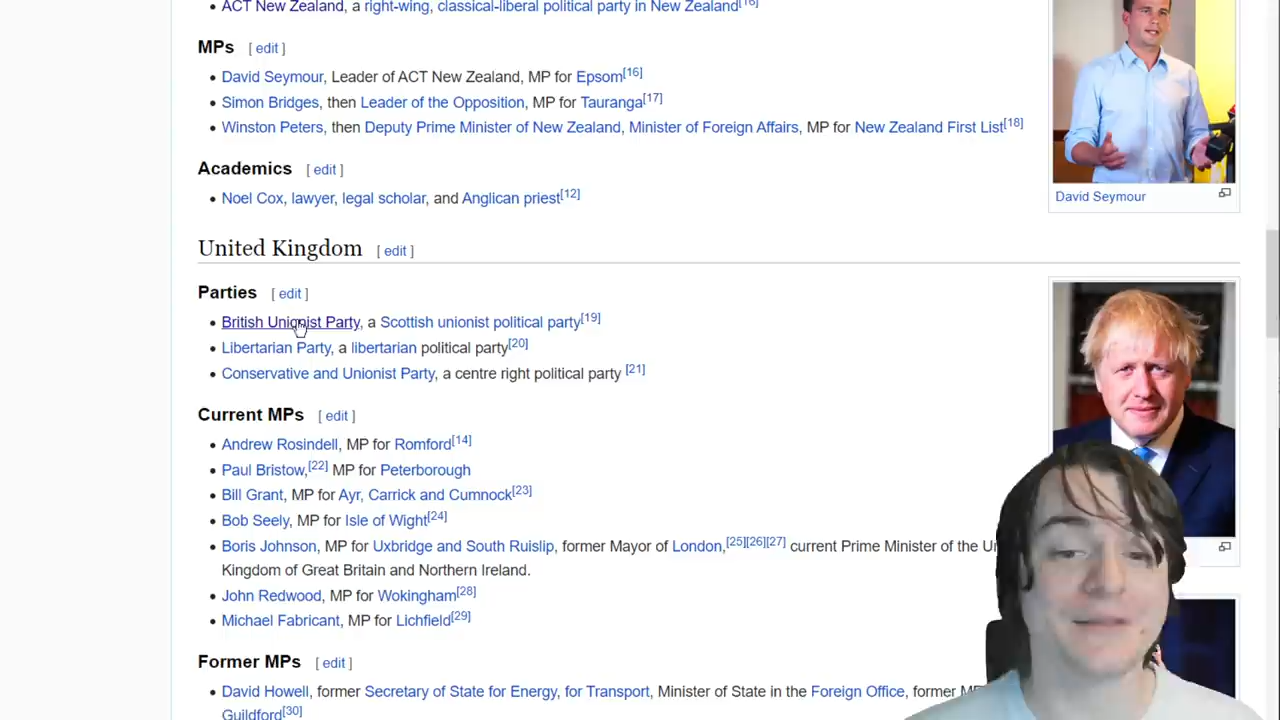 ACT New Zealand, a right-wing, classical-liberal political party in New Zealand[16]
MPs [ edit ]
David Seymour, Leader of ACT New Zealand, MP for Epsom[16]
Simon Bridges, then Leader of the Opposition, MP for Tauranga[17]
Winston Peters, then Deputy Prime Minister of New Zealand, Minister of Foreign Affairs, MP for New Zealand First List[18]
Academics [ edit ]
Noel Cox, lawyer, legal scholar, and Anglican priest[12]
David Seymour
United Kingdom [ edit ]
Parties [ edit ]
British Unionist Party, a Scottish unionist political party[19]
Libertarian Party, a libertarian political party[20]
Conservative and Unionist Party, a centre right political party [21]
Current MPs [ edit ]
Andrew Rosindell, MP for Romford[14]
Paul Bristow,[22] MP for Peterborough
Bill Grant, MP for Ayr, Carrick and Cumnock[23]
Bob Seely, MP for Isle of Wight[24]
Boris Johnson, MP for Uxbridge and South Ruislip, former Mayor of London,[25][26][27] current Prime Minister of the
Kingdom of Great Britain and Northern Ireland.
John Redwood, MP for Wokingham[28]
Michael Fabricant, MP for Lichfield[29]
Former MPs [ edit ]
David Howell, former Secretary of State for Energy, for Transport, Minister of State in the Foreign Office, former
Guildford[30]